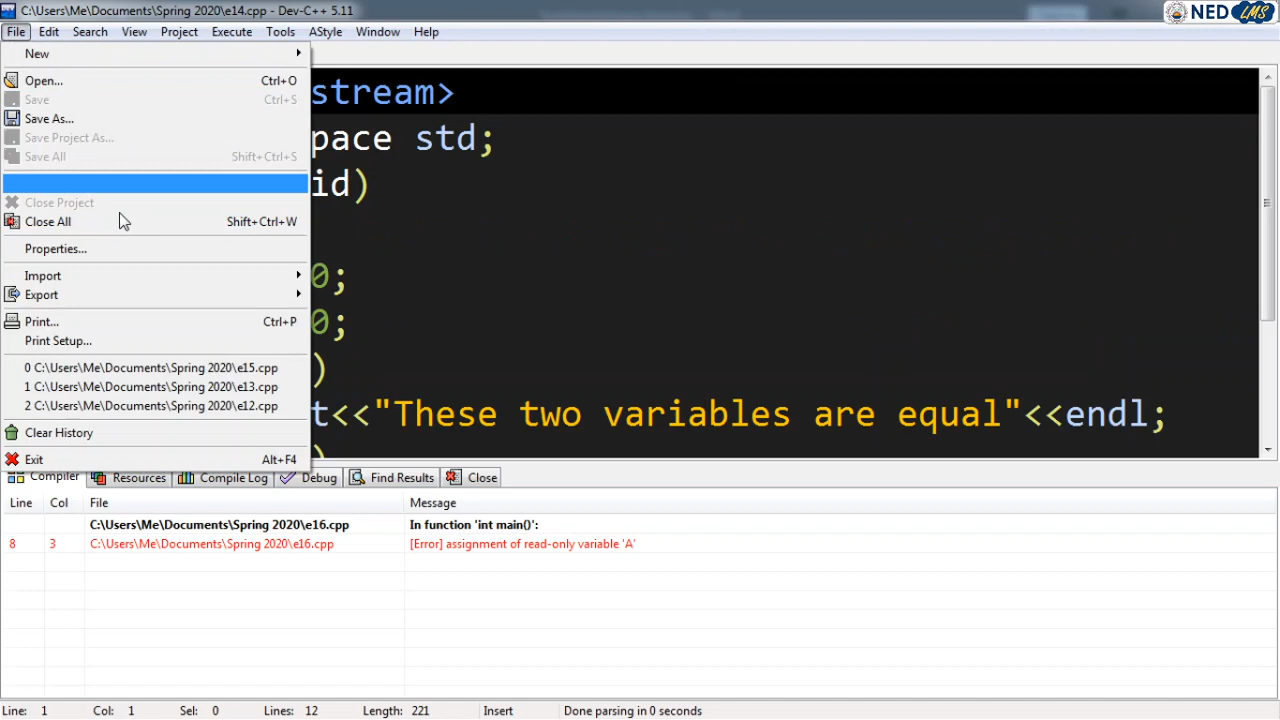 C:\Users\Me\Documents\Spring 2020\e14.cpp - Dev-C++ 5.11
NED LMS
File Edit Search View Project Execute Tools AStyle Window Help
New
Open... Ctrl+O
Save Ctrl+S
Save As...
Save Project As...
Save All Shift+Ctrl+S
Close Project
Close All Shift+Ctrl+W
Properties...
Import
Export
Print... Ctrl+P
Print Setup...
0 C:\Users\Me\Documents\Spring 2020\e15.cpp
1 C:\Users\Me\Documents\Spring 2020\e13.cpp
2 C:\Users\Me\Documents\Spring 2020\e12.cpp
Clear History
Exit Alt+F4
stream>
pace std;
id)
0;
0;
)
t<<"These two variables are equal"<<endl;
)
Compiler Resources Compile Log Debug Find Results Close
Line Col File Message
C:\Users\Me\Documents\Spring 2020\e16.cpp In function 'int main()':
8 3 C:\Users\Me\Documents\Spring 2020\e16.cpp [Error] assignment of read-only variable 'A'
Line: 1 Col: 1 Sel: 0 Lines: 12 Length: 221 Insert Done parsing in 0 seconds